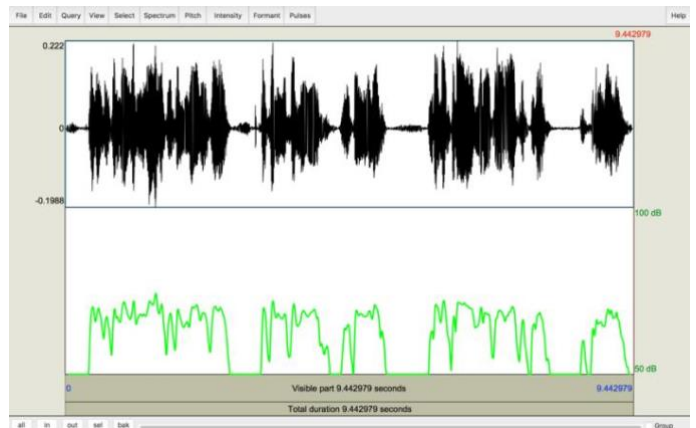 File Edit Query View Select Spectrum Pitch Intensity Formant Pulses Help
9.442979
0.222
0
-0.1988
100 dB
50 dB
0 Visible part 9.442979 seconds 9.442979
Total duration 9.442979 seconds
all in out sel bak Group